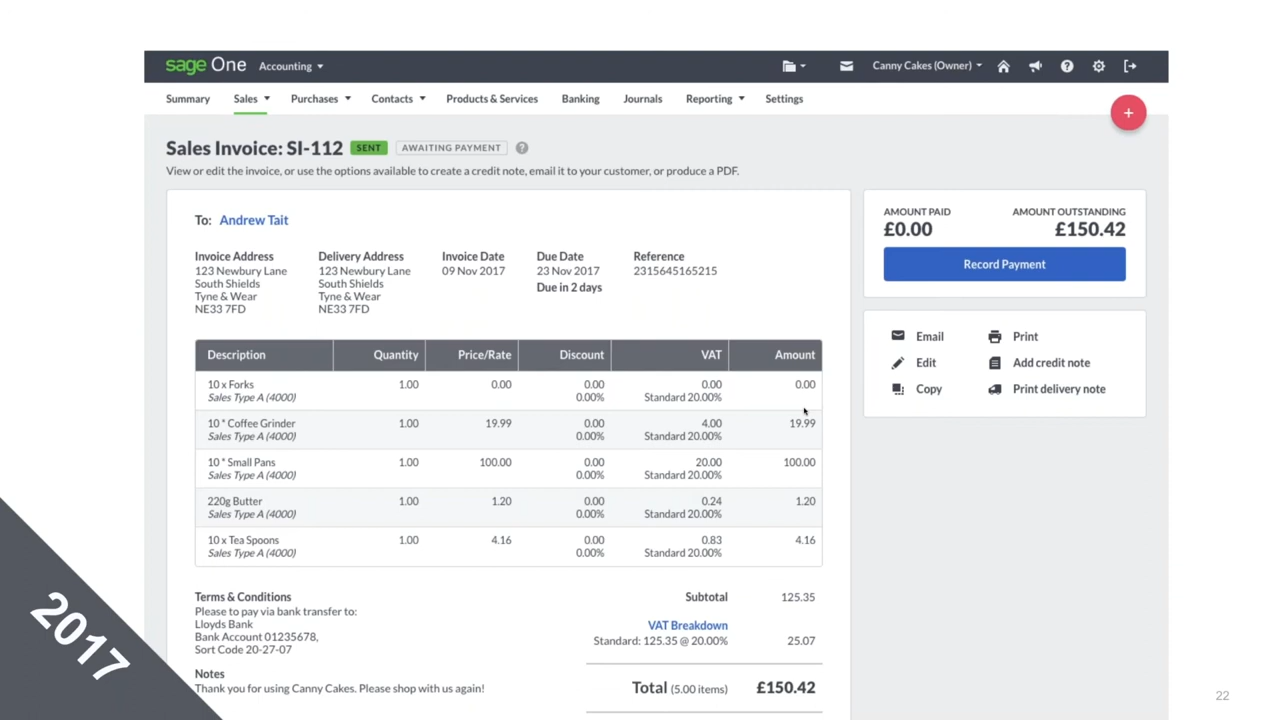 sage One Accounting Canny Cakes (Owner)
Summary Sales Purchases Contacts Products & Services Banking Journals Reporting Settings
+
Sales Invoice: SI-112 SENT AWAITING PAYMENT ?
View or edit the invoice, or use the options available to create a credit note, email it to your customer, or produce a PDF.
To: Andrew Tait
Invoice Address Delivery Address Invoice Date Due Date Reference
123 Newbury Lane 123 Newbury Lane 09 Nov 2017 23 Nov 2017 2315645165215
South Shields South Shields Due in 2 days
Tyne & Wear Tyne & Wear
NE33 7FD NE33 7FD
Description Quantity Price/Rate Discount VAT Amount
10 x Forks 1.00 0.00 0.00 0.00 0.00
Sales Type A (4000) 0.00% Standard 20.00%
10 * Coffee Grinder 1.00 19.99 0.00 4.00 19.99
Sales Type A (4000) 0.00% Standard 20.00%
10 * Small Pans 1.00 100.00 0.00 20.00 100.00
Sales Type A (4000) 0.00% Standard 20.00%
220g Butter 1.00 1.20 0.00 0.24 1.20
Sales Type A (4000) 0.00% Standard 20.00%
10 x Tea Spoons 1.00 4.16 0.00 0.83 4.16
Sales Type A (4000) 0.00% Standard 20.00%
Terms & Conditions
Please to pay via bank transfer to:
Lloyds Bank
Bank Account 01235678,
Sort Code 20-27-07
Notes
Thank you for using Canny Cakes. Please shop with us again!
Subtotal 125.35
VAT Breakdown
Standard: 125.35 @ 20.00% 25.07
Total (5.00 items) £150.42
AMOUNT PAID AMOUNT OUTSTANDING
£0.00 £150.42
Record Payment
Email Print
Edit Add credit note
Copy Print delivery note
2017
22